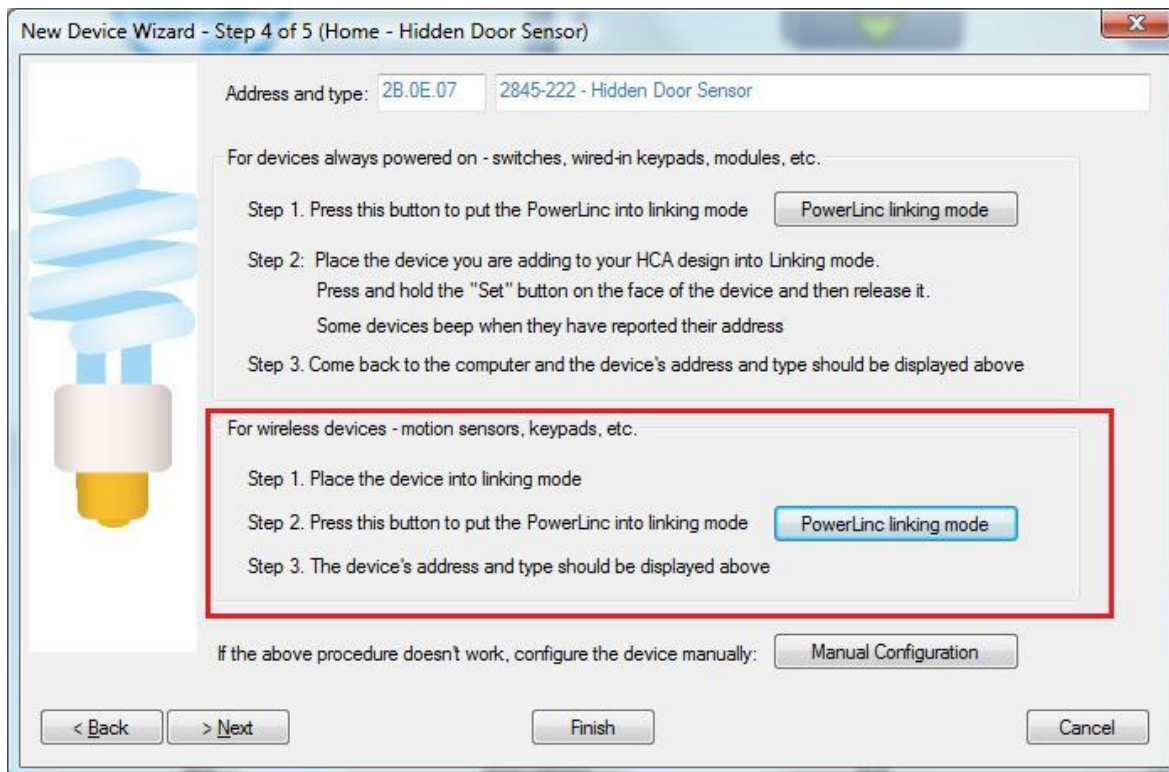 New Device Wizard - Step 4 of 5 (Home - Hidden Door Sensor)
Address and type: 2B.0E.07 2845-222 - Hidden Door Sensor
For devices always powered on - switches, wired-in keypads, modules, etc.
Step 1. Press this button to put the PowerLinc into linking mode PowerLinc linking mode
Step 2: Place the device you are adding to your HCA design into Linking mode.
Press and hold the "Set" button on the face of the device and then release it.
Some devices beep when they have reported their address
Step 3. Come back to the computer and the device's address and type should be displayed above
For wireless devices - motion sensors, keypads, etc.
Step 1. Place the device into linking mode
Step 2. Press this button to put the PowerLinc into linking mode PowerLinc linking mode
Step 3. The device's address and type should be displayed above
If the above procedure doesn't work, configure the device manually: Manual Configuration
< Back > Next Finish Cancel